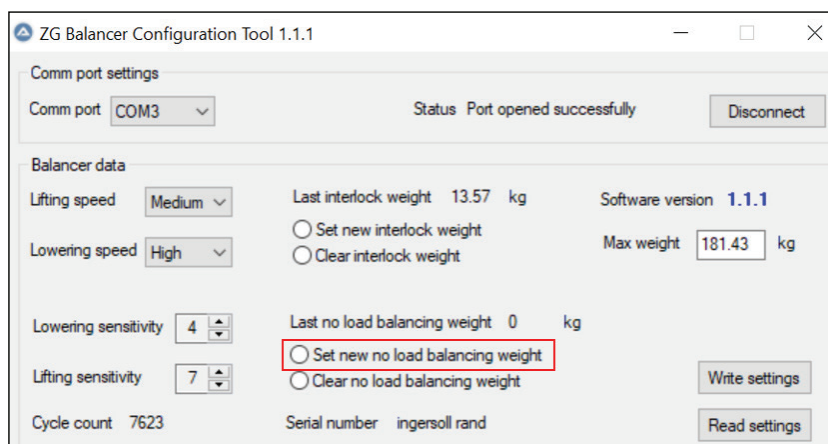 ZG Balancer Configuration Tool 1.1.1
Comm port settings
Comm port COM3 Status Port opened successfully Disconnect
Balancer data
Lifting speed Medium Last interlock weight 13.57 kg Software version 1.1.1
Set new interlock weight
Lowering speed High Clear interlock weight Max weight 181.43 kg
Lowering sensitivity 4 Last no load balancing weight 0 kg
Set new no load balancing weight
Lifting sensitivity 7 Clear no load balancing weight Write settings
Cycle count 7623 Serial number ingersoll rand Read settings